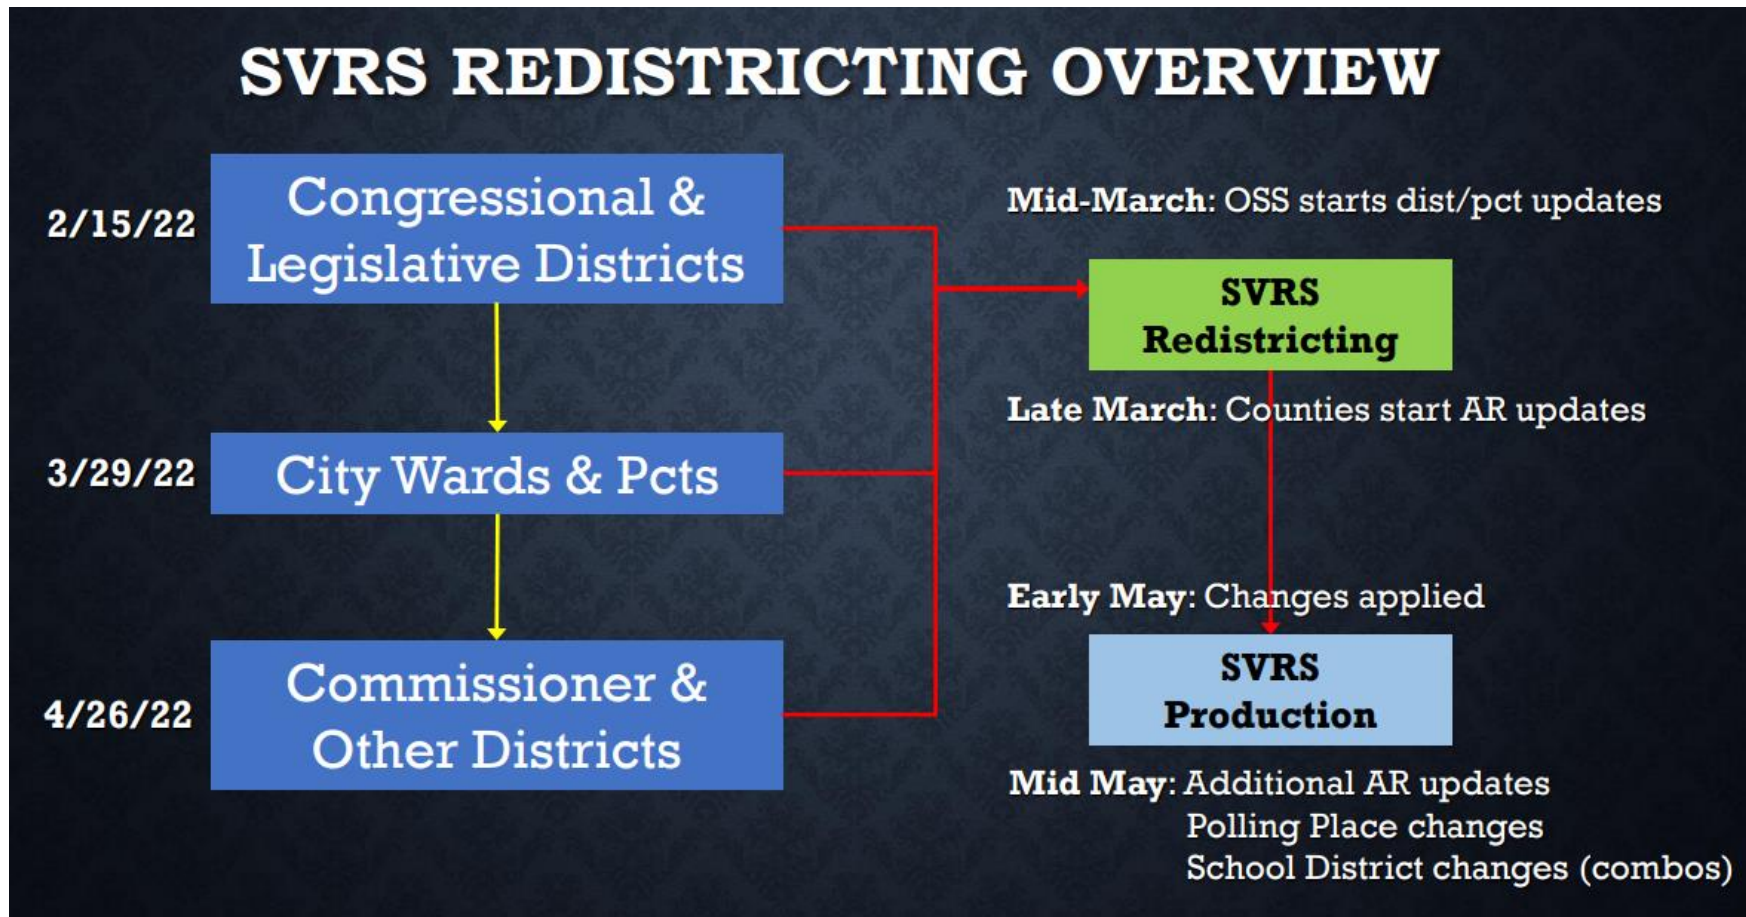 SVRS REDISTRICTING OVERVIEW
2/15/22
Congressional &
Legislative Districts
3/29/22
City Wards & Pcts
4/26/22
Commissioner &
Other Districts
Mid-March: OSS starts dist/pct updates
SVRS
Redistricting
Late March: Counties start AR updates
Early May: Changes applied
SVRS
Production
Mid May: Additional AR updates
Polling Place changes
School District changes (combos)